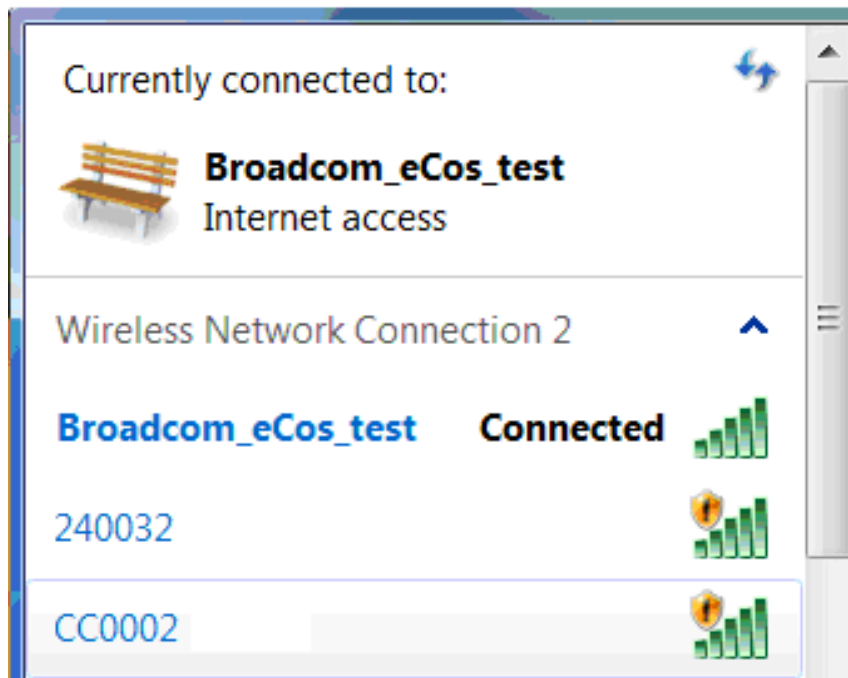 Currently connected to:
Broadcom_eCos_test
Internet access
Wireless Network Connection 2
Broadcom_eCos_test Connected
240032
CC0002